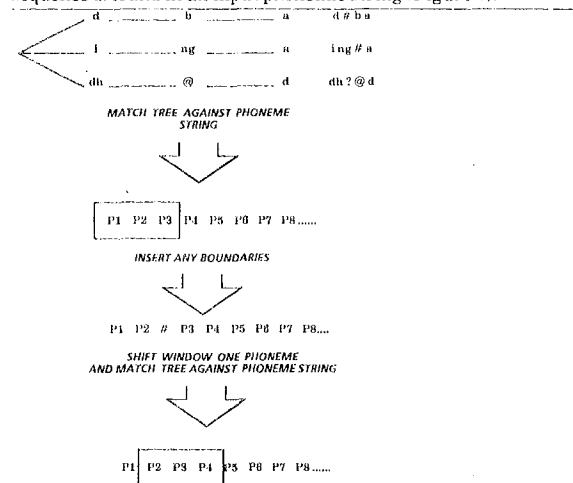 d b a d # b a
i ng a i ng # a
dh @ d dh ? @ d
MATCH TREE AGAINST PHONEME
STRING
P1 P2 P3 P4 P5 P6 P7 P8......
INSERT ANY BOUNDARIES
P1 P2 # P3 P4 P5 P6 P7 P8....
SHIFT WINDOW ONE PHONEME
AND MATCH TREE AGAINST PHONEME STRING
P1 P2 P3 P4 P5 P6 P7 P8......